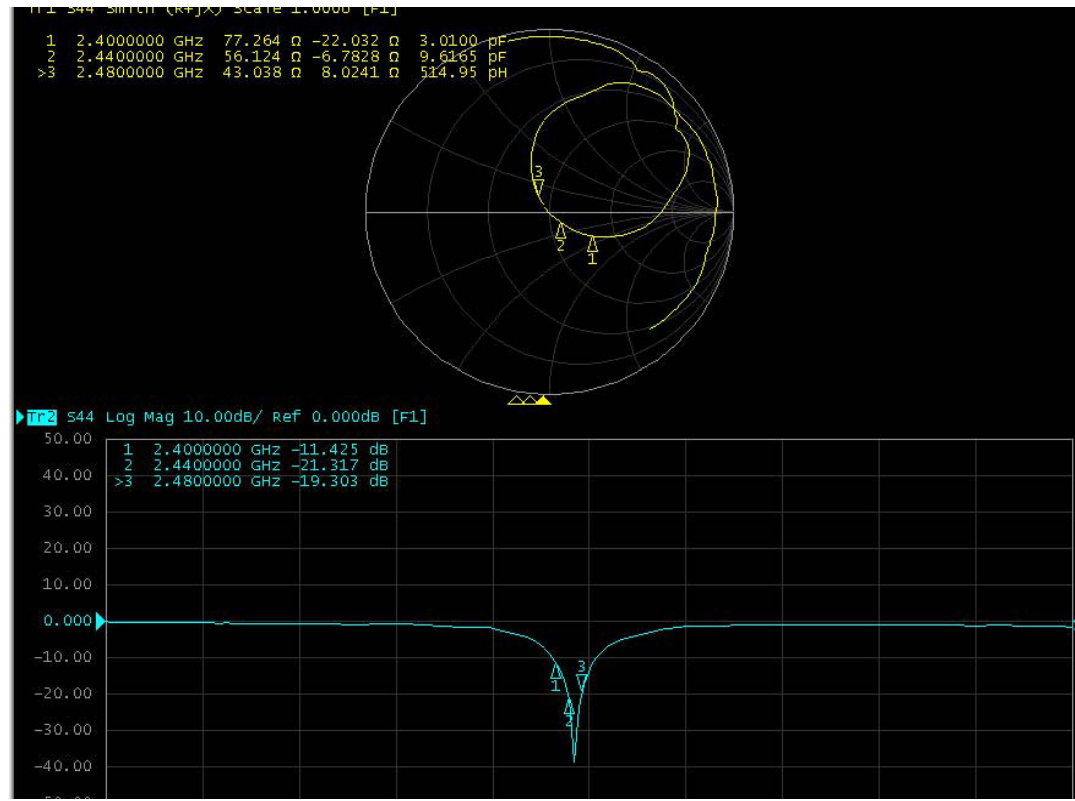 Tr1 S44 Smith (R+jX) Scale 1.000U [F1]
1 2.4000000 GHz 77.264 Ω -22.032 Ω 3.0100 pF
2 2.4400000 GHz 56.124 Ω -6.7828 Ω 9.6165 pF
>3 2.4800000 GHz 43.038 Ω 8.0241 Ω 514.95 pH
3
2
1
Tr2 S44 Log Mag 10.00dB/ Ref 0.000dB [F1]
50.00
1 2.4000000 GHz -11.425 dB
2 2.4400000 GHz -21.317 dB
40.00
>3 2.4800000 GHz -19.303 dB
30.00
20.00
10.00
0.000
-10.00
3
1
-20.00
2
-30.00
-40.00
-50.00